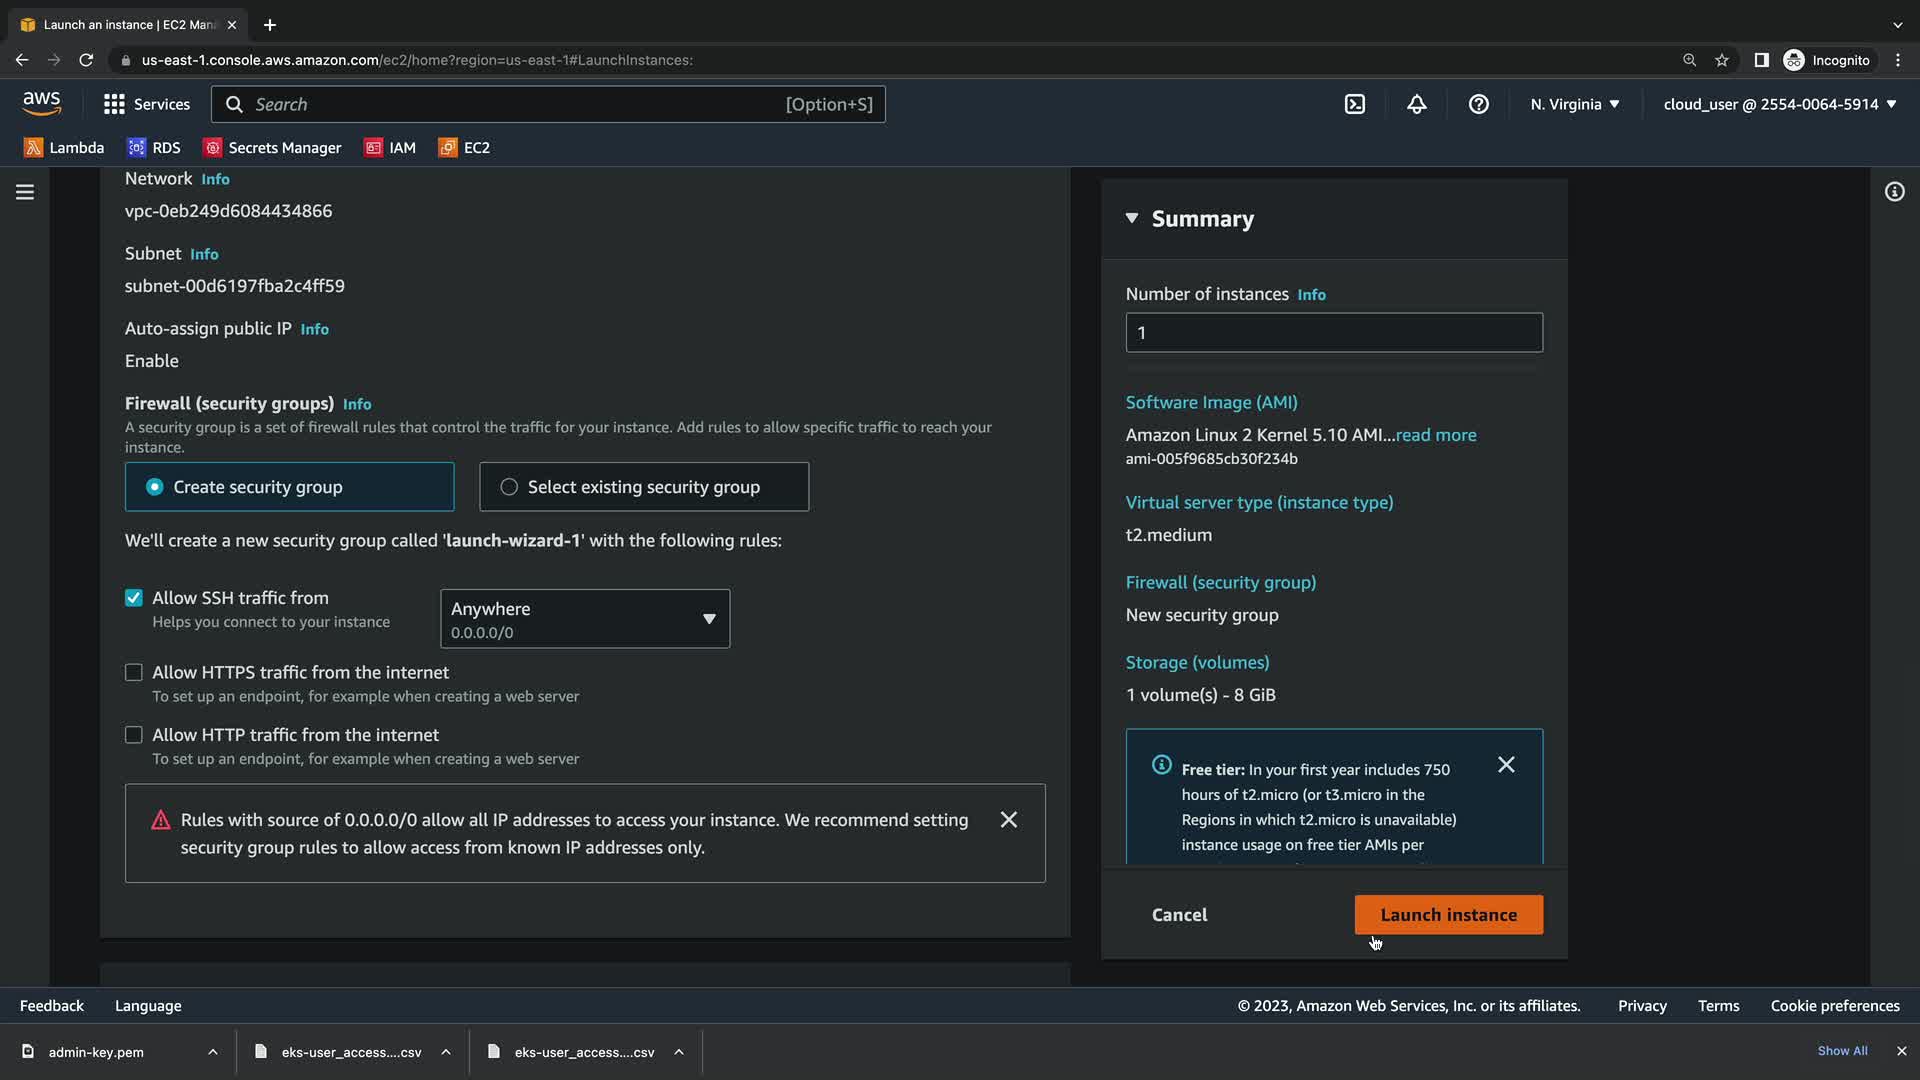 Launch an instance | EC2 Man
us-east-1.console.aws.amazon.com/ec2/home?region=us-east-1#LaunchInstances:
Incognito
aws
Services
Search
[Option+S]
N. Virginia
cloud_user @ 2554-0064-5914
Lambda
RDS
Secrets Manager
IAM
EC2
Network Info
vpc-0eb249d6084434866
Subnet Info
subnet-00d6197fba2c4ff59
Auto-assign public IP Info
Enable
Firewall (security groups) Info
A security group is a set of firewall rules that control the traffic for your instance. Add rules to allow specific traffic to reach your
instance.
Create security group
Select existing security group
We'll create a new security group called 'launch-wizard-1' with the following rules:
Allow SSH traffic from
Helps you connect to your instance
Anywhere
0.0.0.0/0
Allow HTTPS traffic from the internet
To set up an endpoint, for example when creating a web server
Allow HTTP traffic from the internet
To set up an endpoint, for example when creating a web server
Rules with source of 0.0.0.0/0 allow all IP addresses to access your instance. We recommend setting
security group rules to allow access from known IP addresses only.
Summary
Number of instances Info
1
Software Image (AMI)
Amazon Linux 2 Kernel 5.10 AMI...read more
ami-005f9685cb30f234b
Virtual server type (instance type)
t2.medium
Firewall (security group)
New security group
Storage (volumes)
1 volume(s) - 8 GiB
Free tier: In your first year includes 750
hours of t2.micro (or t3.micro in the
Regions in which t2.micro is unavailable)
instance usage on free tier AMIs per
Cancel
Launch instance
Feedback
Language
© 2023, Amazon Web Services, Inc. or its affiliates.
Privacy
Terms
Cookie preferences
admin-key.pem
eks-user_access....csv
eks-user_access....csv
Show All